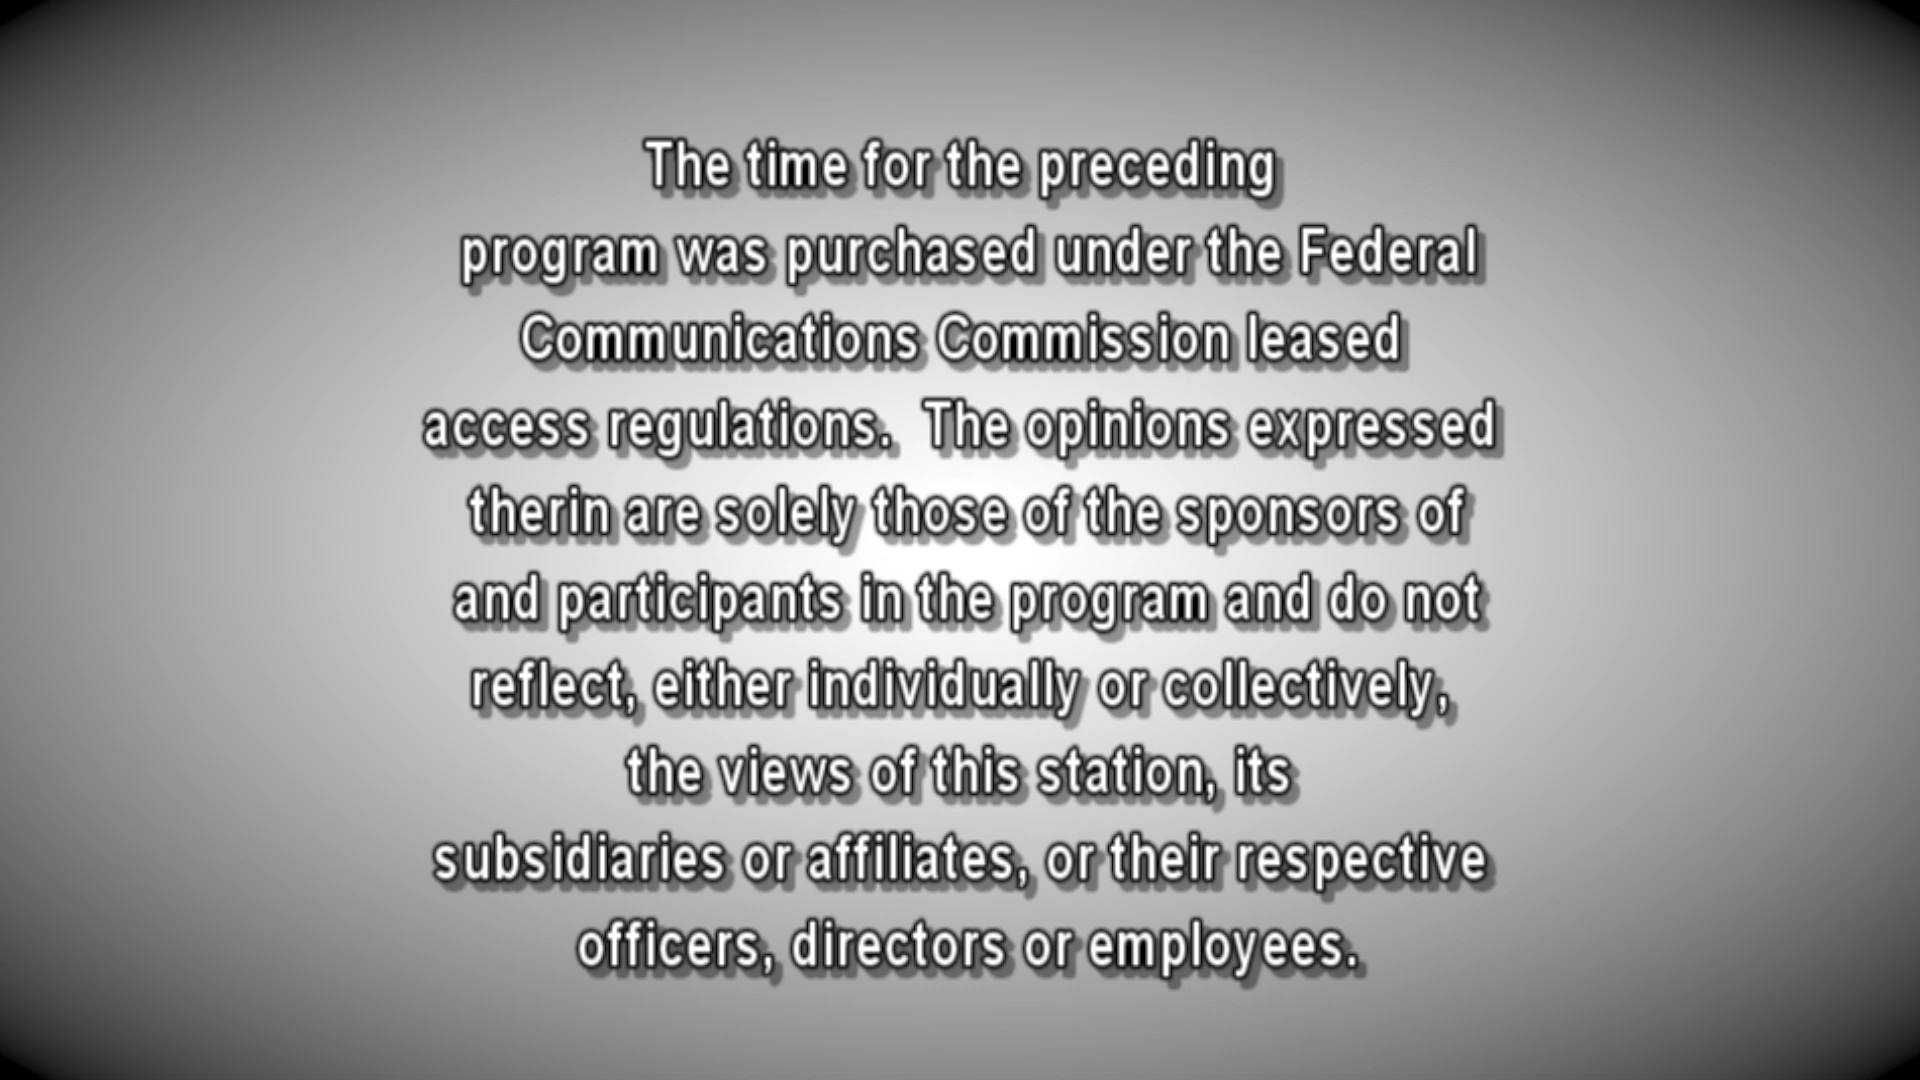 The time for the preceding
program was purchased under the Federal
Communications Commission leased
access regulations.  The opinions expressed
therin are solely those of the sponsors of
and participants in the program and do not
reflect, either individually or collectively,
the views of this station, its
subsidiaries or affiliates, or their respective
officers, directors or employees.